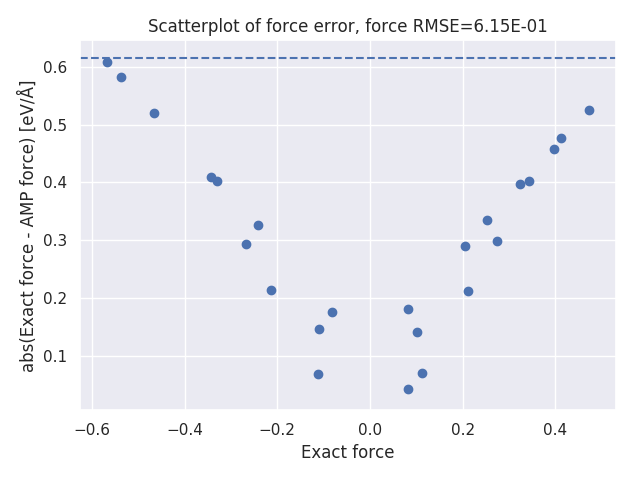 Scatterplot of force error, force RMSE=6.15E-01
abs(Exact force - AMP force) [eV/Å]
0.6
0.5
0.4
0.3
0.2
0.1
−0.6 −0.4 −0.2 0.0 0.2 0.4
Exact force